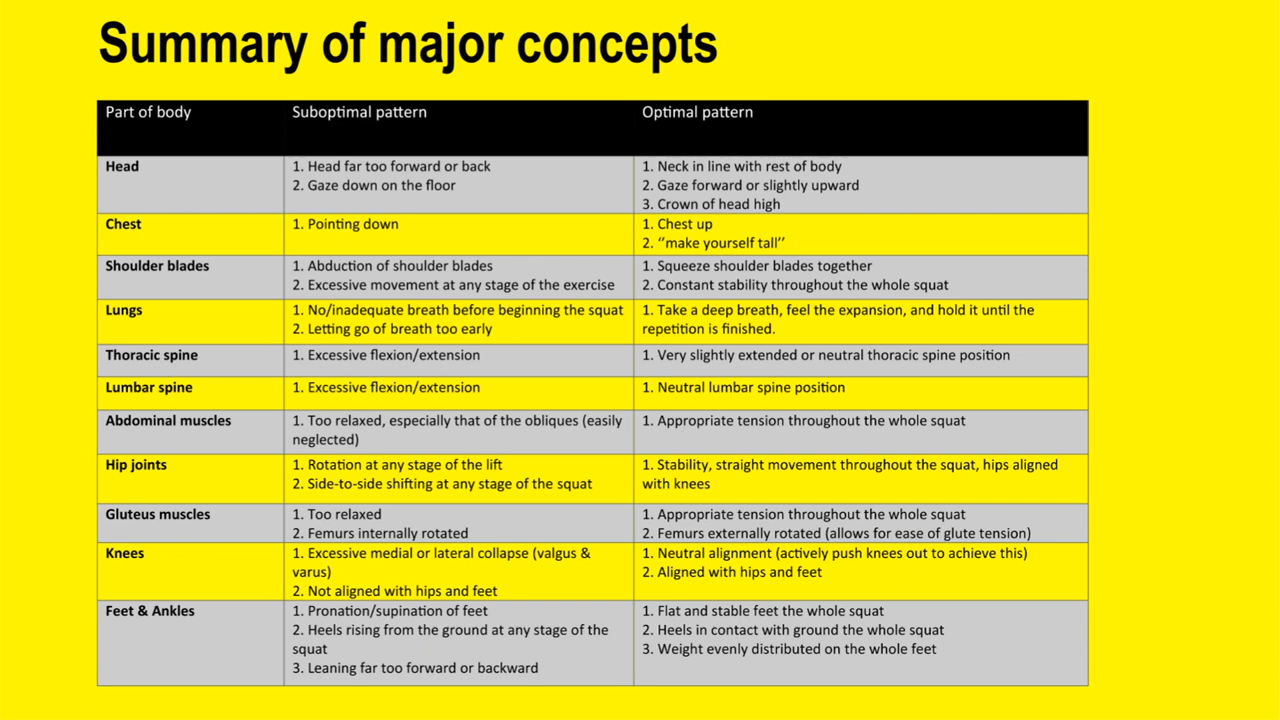 Summary of major concepts
Part of body
Suboptimal pattern
Optimal pattern
Head
1. Head far too forward or back
2. Gaze down on the floor
1. Neck in line with rest of body
2. Gaze forward or slightly upward
3. Crown of head high
Chest
1. Pointing down
1. Chest up
2. ‘’make yourself tall’’
Shoulder blades
1. Abduction of shoulder blades
2. Excessive movement at any stage of the exercise
1. Squeeze shoulder blades together
2. Constant stability throughout the whole squat
Lungs
1. No/inadequate breath before beginning the squat
2. Letting go of breath too early
1. Take a deep breath, feel the expansion, and hold it until the
repetition is finished.
Thoracic spine
1. Excessive flexion/extension
1. Very slightly extended or neutral thoracic spine position
Lumbar spine
1. Excessive flexion/extension
1. Neutral lumbar spine position
Abdominal muscles
1. Too relaxed, especially that of the obliques (easily
neglected)
1. Appropriate tension throughout the whole squat
Hip joints
1. Rotation at any stage of the lift
2. Side-to-side shifting at any stage of the squat
1. Stability, straight movement throughout the squat, hips aligned
with knees
Gluteus muscles
1. Too relaxed
2. Femurs internally rotated
1. Appropriate tension throughout the whole squat
2. Femurs externally rotated (allows for ease of glute tension)
Knees
1. Excessive medial or lateral collapse (valgus &
varus)
2. Not aligned with hips and feet
1. Neutral alignment (actively push knees out to achieve this)
2. Aligned with hips and feet
Feet & Ankles
1. Pronation/supination of feet
2. Heels rising from the ground at any stage of the
squat
3. Leaning far too forward or backward
1. Flat and stable feet the whole squat
2. Heels in contact with ground the whole squat
3. Weight evenly distributed on the whole feet